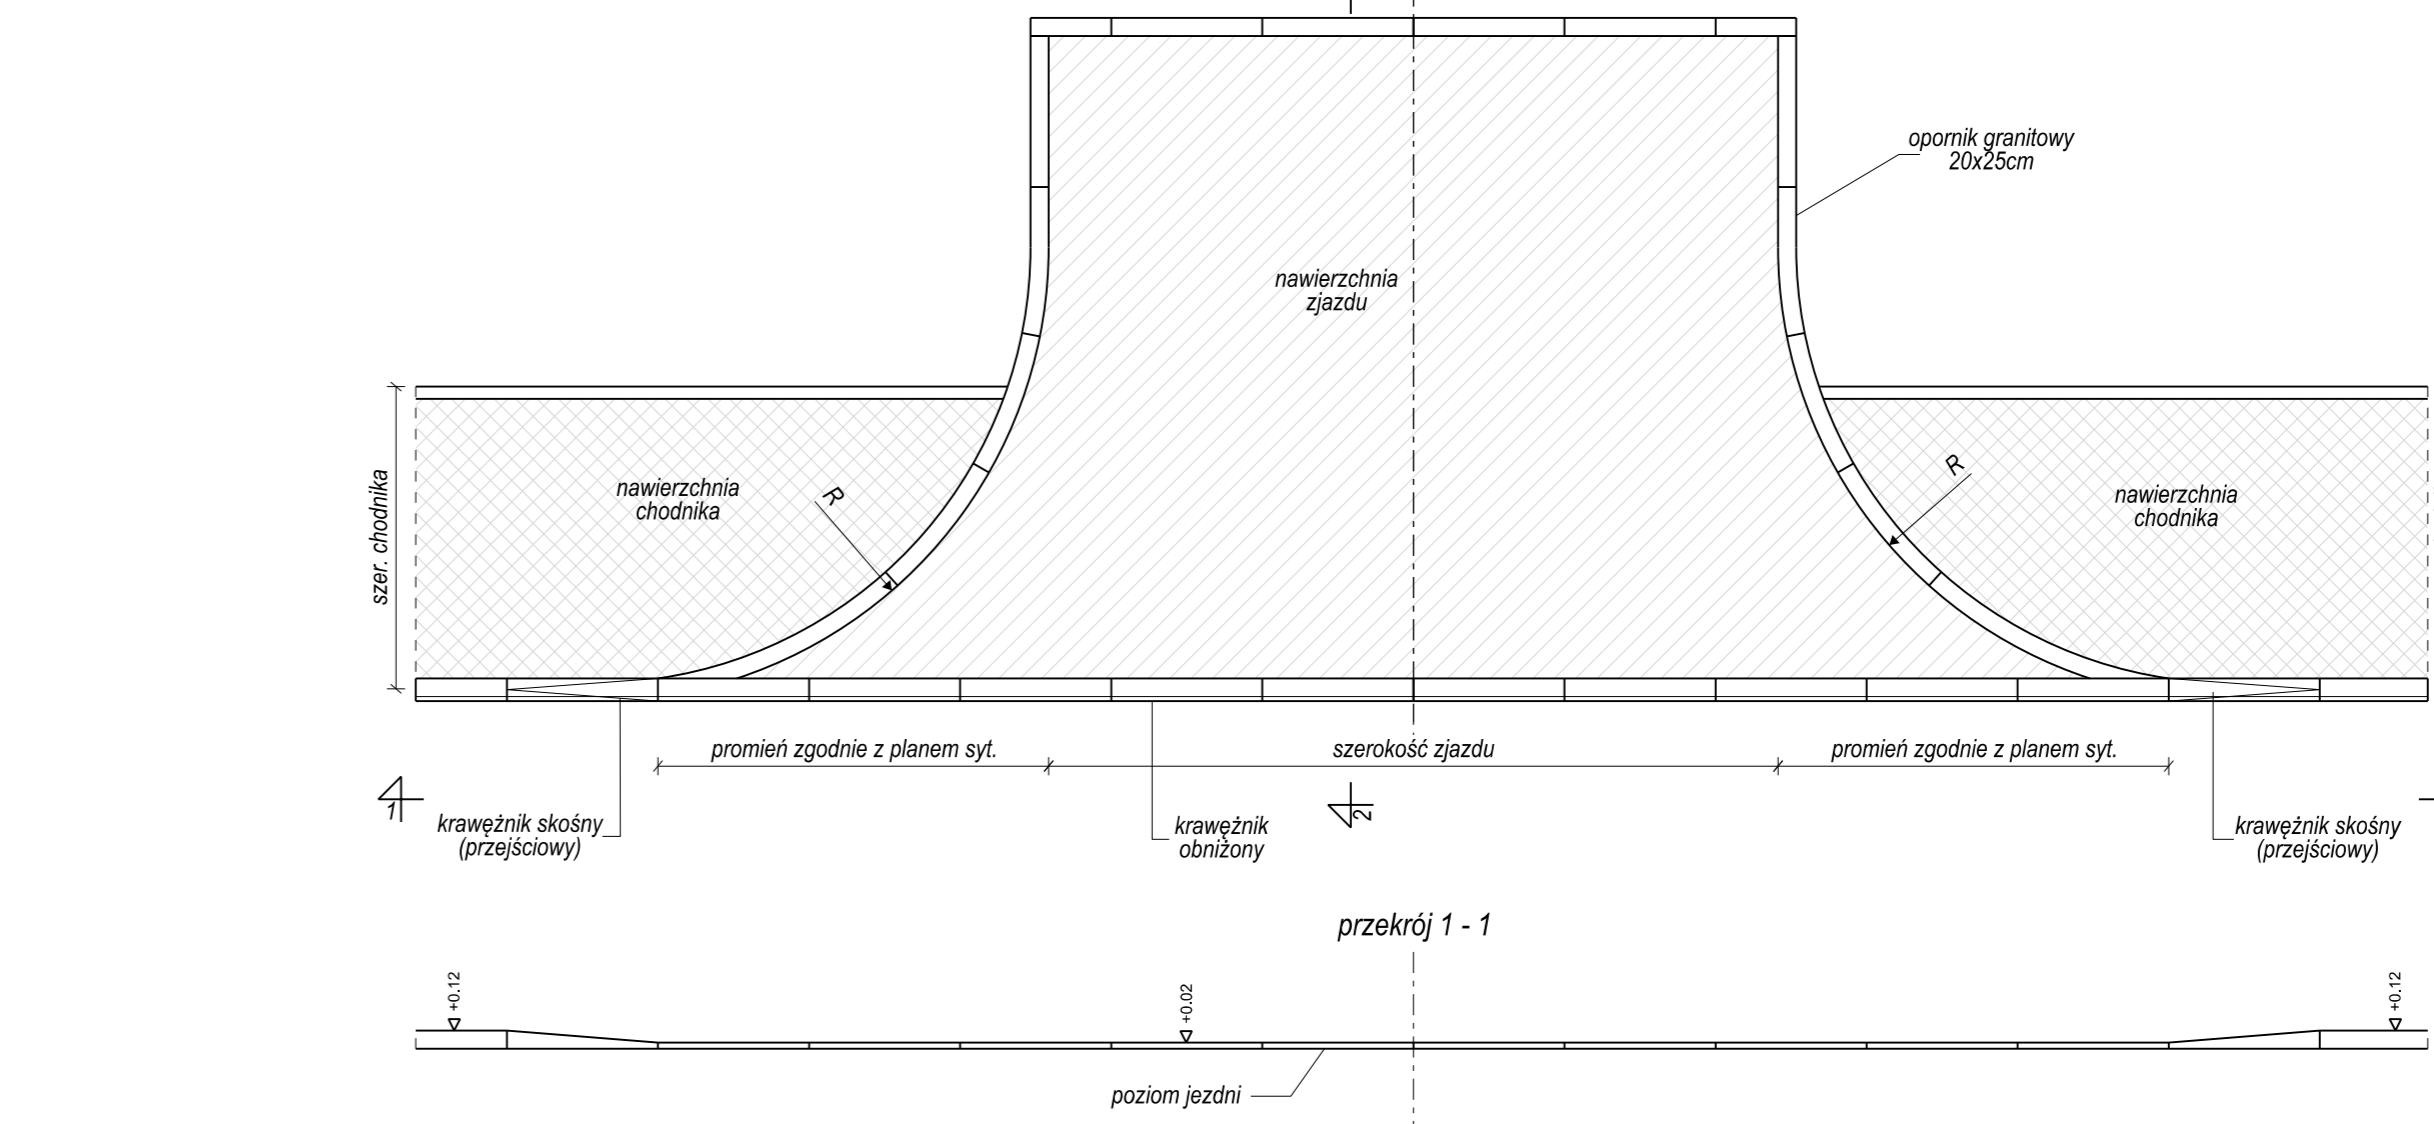 opornik granitowy
20x25cm
nawierzchnia
zjazdu
szer. chodnika
nawierzchnia
chodnika
R
R
nawierzchnia
chodnika
promień zgodnie z planem syt.
szerokość zjazdu
promień zgodnie z planem syt.
1
krawężnik skośny
(przejściowy)
krawężnik
obniżony
2
krawężnik skośny
(przejściowy)
przekrój 1 - 1
+0.12
+0.02
+0.12
poziom jezdni